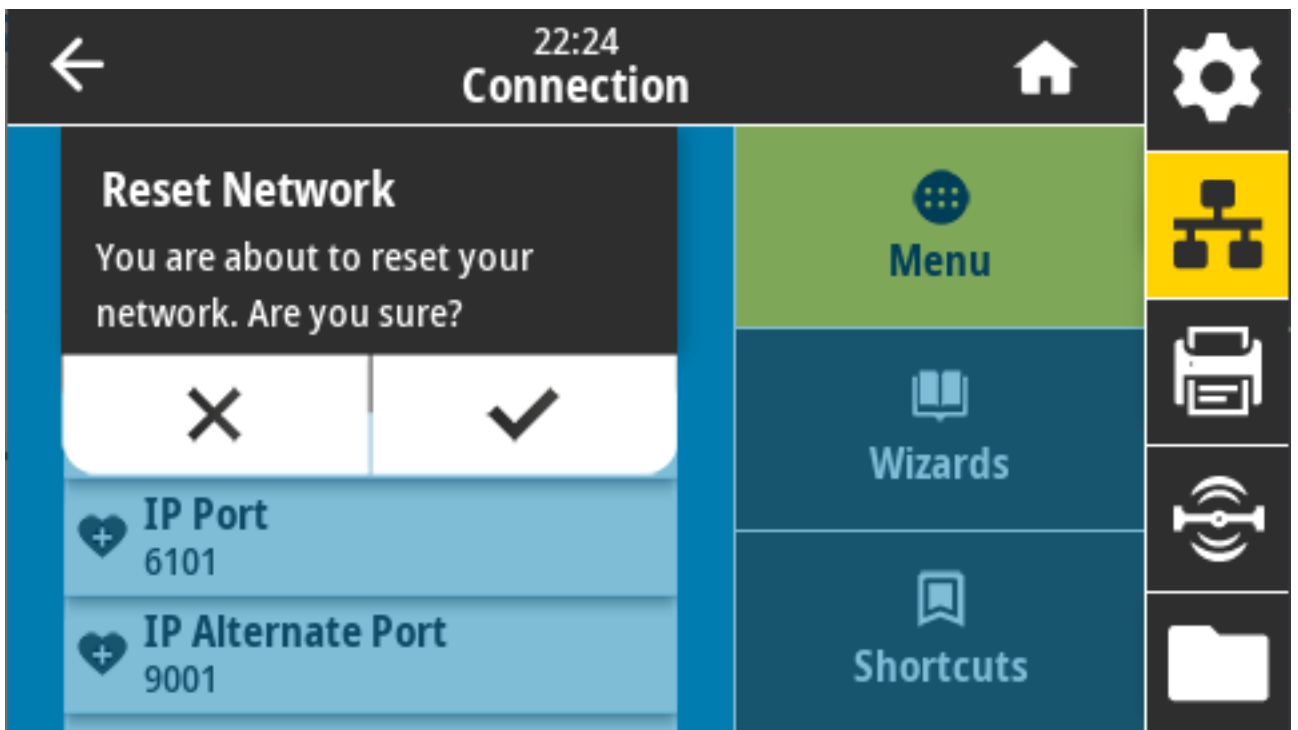 22:24
Connection
Reset Network
You are about to reset your
network. Are you sure?
IP Port
6101
IP Alternate Port
9001
Menu
Wizards
Shortcuts